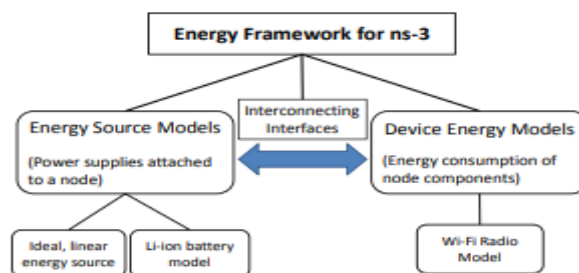 Energy Framework for ns-3
Interconnecting
Interfaces
Energy Source Models
(Power supplies attached
to a node)
Device Energy Models
(Energy consumption of
node components)
Ideal, linear
energy source
Li-ion battery
model
Wi-Fi Radio
Model